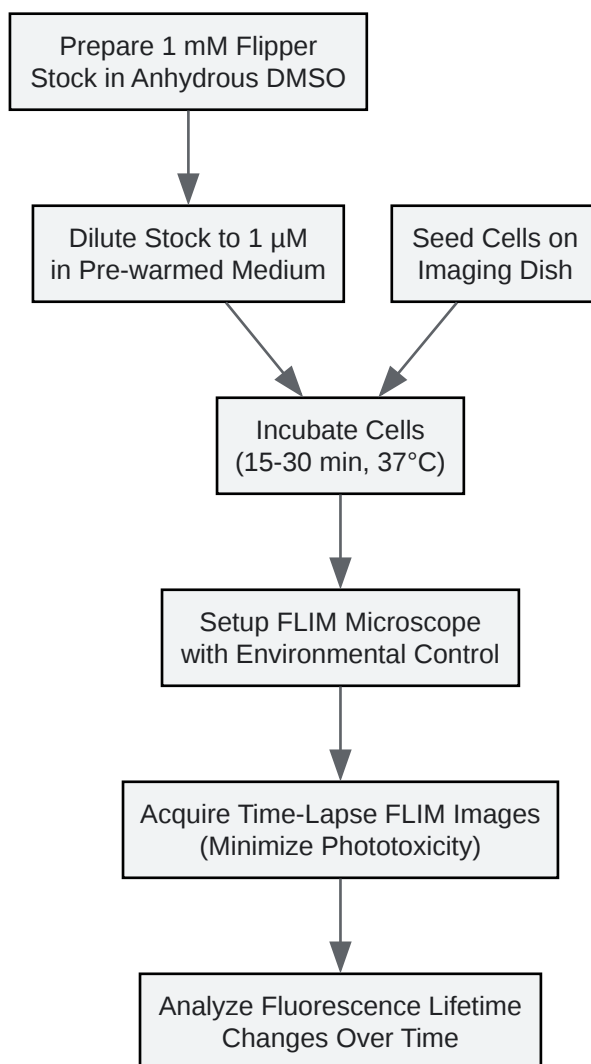 Prepare 1 mM Flipper
Stock in Anhydrous DMSO
Dilute Stock to 1 µM
in Pre-warmed Medium
Seed Cells on
Imaging Dish
Incubate Cells
(15-30 min, 37°C)
Setup FLIM Microscope
with Environmental Control
Acquire Time-Lapse FLIM Images
(Minimize Phototoxicity)
Analyze Fluorescence Lifetime
Changes Over Time